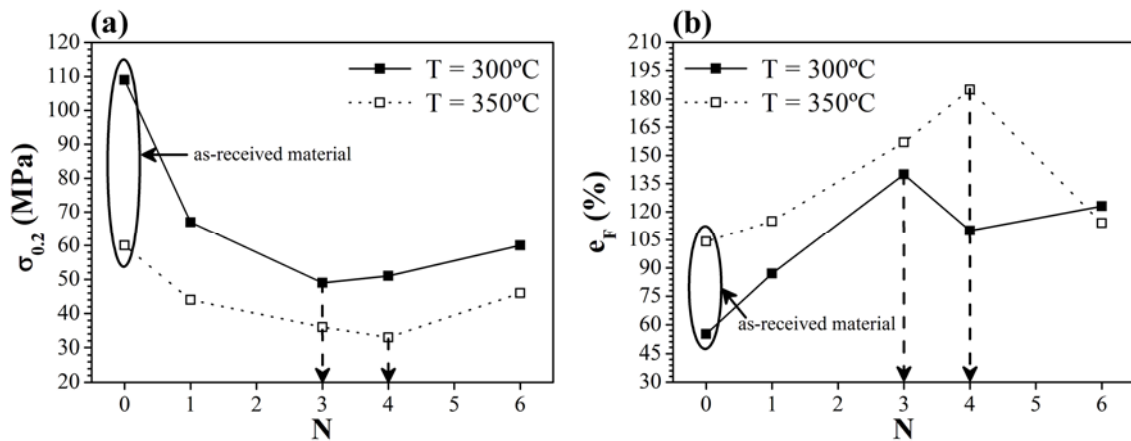 (a)
120
110
100
90
80
70
60
50
40
30
20
σ0.2 (MPa)
T = 300ºC
T = 350ºC
as-received material
0 1 2 3 4 5 6
N
(b)
210
195
180
165
150
135
120
105
90
75
60
45
30
eF (%)
T = 300ºC
T = 350ºC
as-received material
0 1 2 3 4 5 6
N